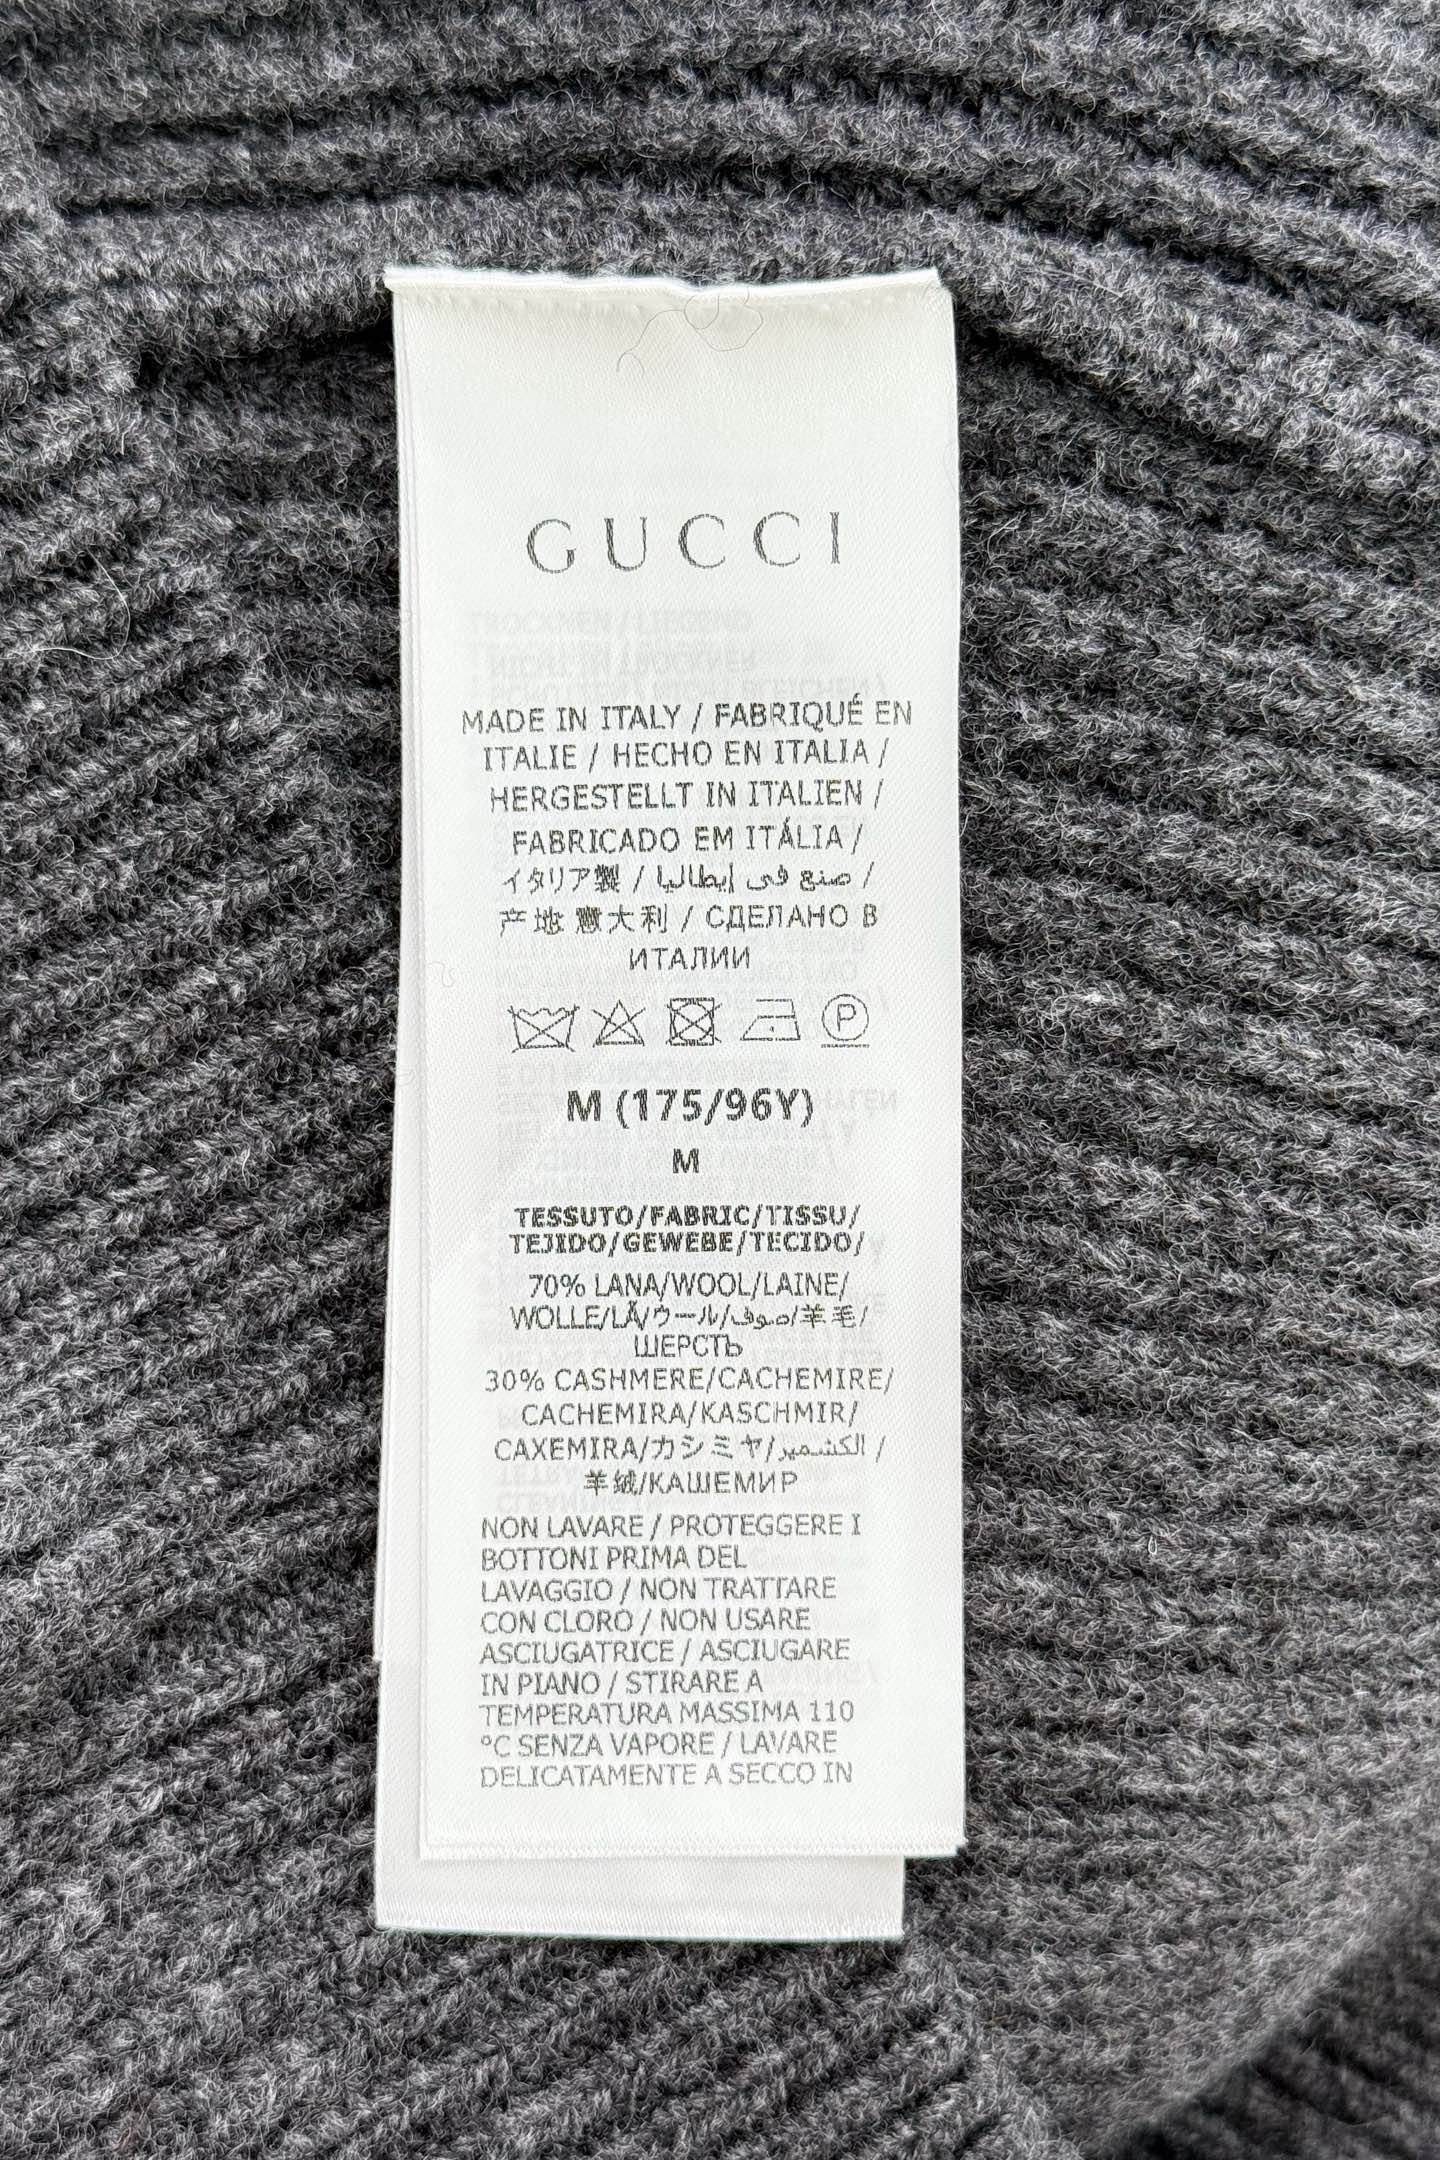 GUCCI
MADE IN ITALY / FABRIQUÉ EN
ITALIE / HECHO EN ITALIA /
HERGESTELLT IN ITALIEN /
FABRICADO EM ITÁLIA /
イタリア製 / صنع في إيطاليا /
产地 意大利 / СДЕЛАНО В
ИТАЛИИ
P
M (175/96Y)
M
TESSUTO/FABRIC/TISSU/
TEJIDO/GEWEBE/TECIDO/
70% LANA/WOOL/LAINE/
WOLLE/LÃ/ウール/صوف/羊毛/
ШЕРСТЬ
30% CASHMERE/CACHEMIRE/
CACHEMIRA/KASCHMIR/
CAXEMIRA/カシミヤ/الكشمير /
羊绒/КАШЕМИР
NON LAVARE / PROTEGGERE I
BOTTONI PRIMA DEL
LAVAGGIO / NON TRATTARE
CON CLORO / NON USARE
ASCIUGATRICE / ASCIUGARE
IN PIANO / STIRARE A
TEMPERATURA MASSIMA 110
°C SENZA VAPORE / LAVARE
DELICATAMENTE A SECCO IN